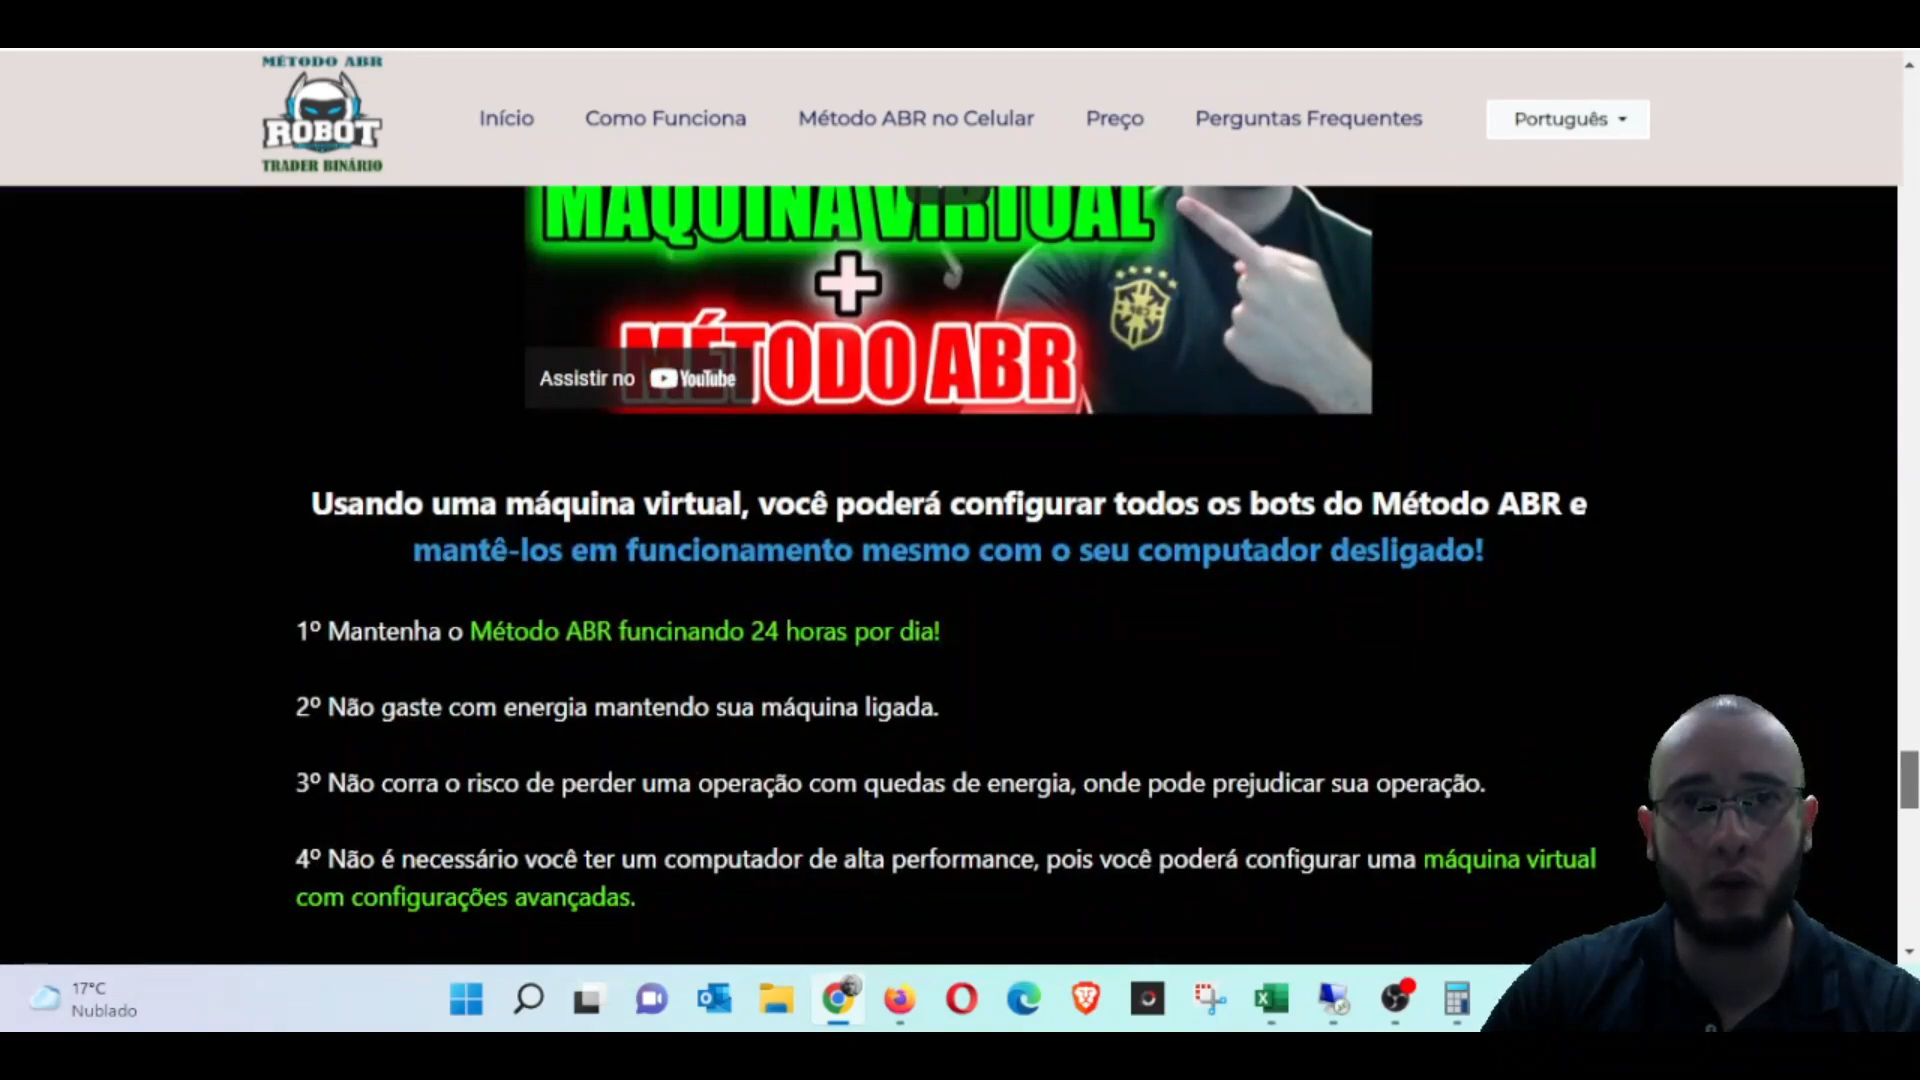 MÉTODO ABR
ROBOT
TRADER BINÁRIO
Início Como Funciona Método ABR no Celular Preço Perguntas Frequentes Português
MÁQUINA VIRTUAL
+
MÉTODO ABR
Assistir no YouTube
Usando uma máquina virtual, você poderá configurar todos os bots do Método ABR e
mantê-los em funcionamento mesmo com o seu computador desligado!
1º Mantenha o Método ABR funcinando 24 horas por dia!
2º Não gaste com energia mantendo sua máquina ligada.
3º Não corra o risco de perder uma operação com quedas de energia, onde pode prejudicar sua operação.
4º Não é necessário você ter um computador de alta performance, pois você poderá configurar uma máquina virtual
com configurações avançadas.
17°C
Nublado